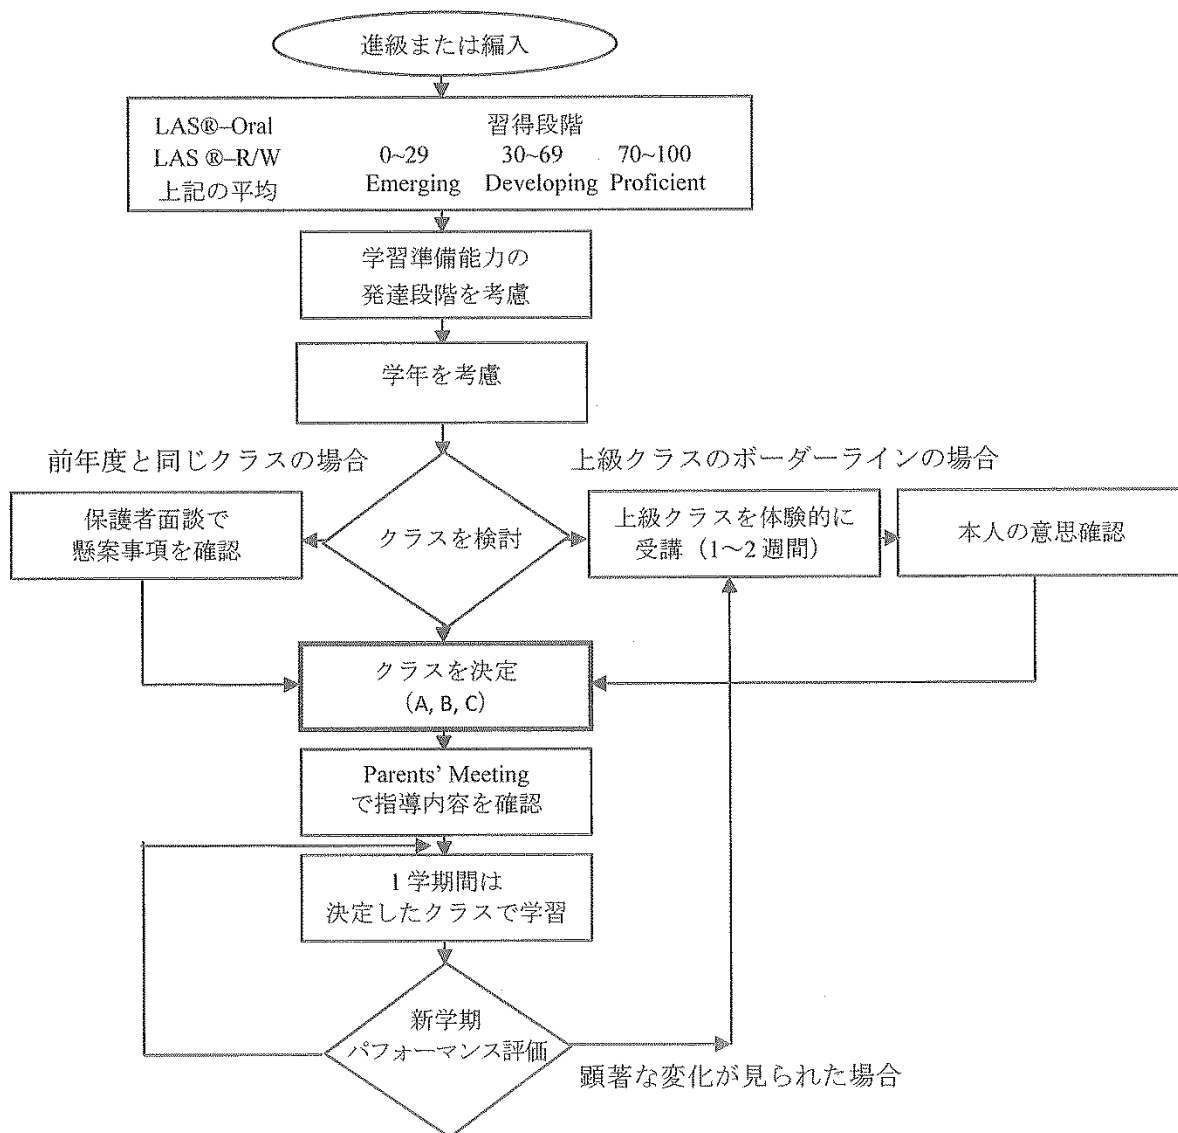 進級または編入
LAS®–Oral 習得段階
LAS ®–R/W 0~29 30~69 70~100
上記の平均 Emerging Developing Proficient
学習準備能力の
発達段階を考慮
学年を考慮
前年度と同じクラスの場合
上級クラスのボーダーラインの場合
保護者面談で
懸案事項を確認
クラスを検討
上級クラスを体験的に
受講（1～2 週間）
本人の意思確認
クラスを決定
（A, B, C）
Parents’ Meeting
で指導内容を確認
1 学期間は
決定したクラスで学習
新学期
パフォーマンス評価
顕著な変化が見られた場合